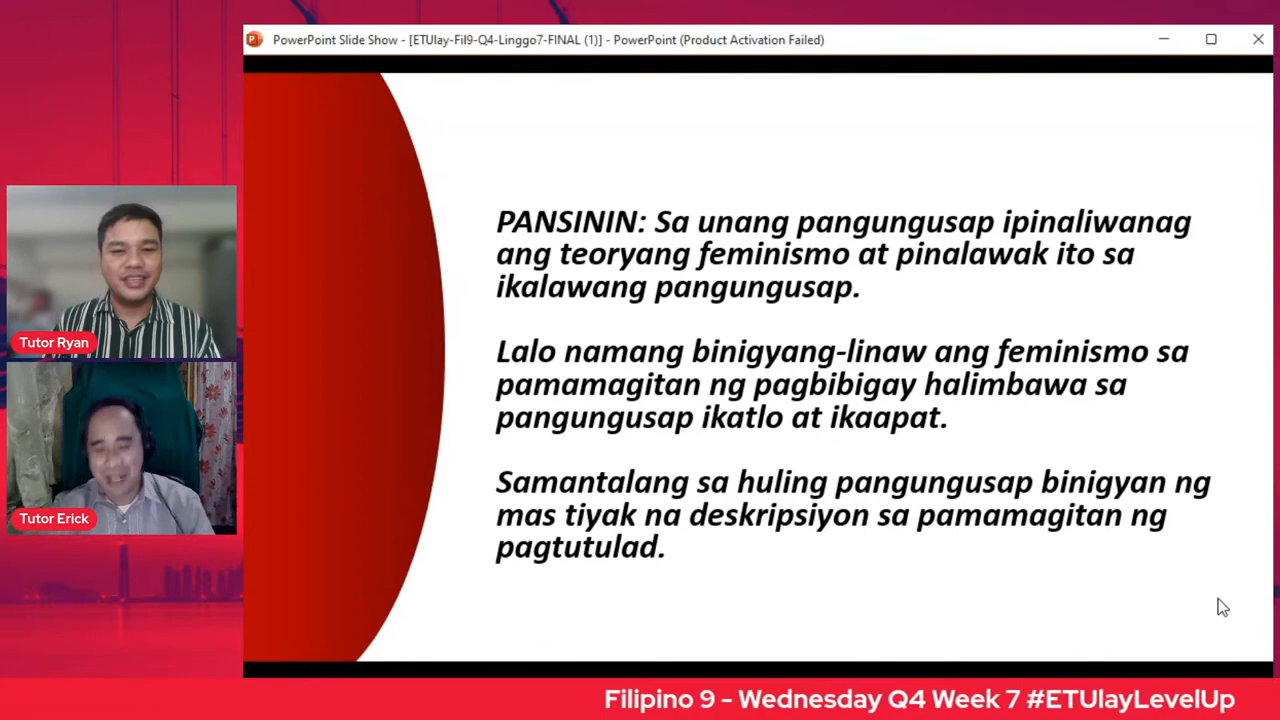 PowerPoint Slide Show - [ETUlay-Fil9-Q4-Linggo7-FINAL (1)] - PowerPoint (Product Activation Failed)
PANSININ: Sa unang pangungusap ipinaliwanag
ang teoryang feminismo at pinalawak ito sa
ikalawang pangungusap.
Lalo namang binigyang-linaw ang feminismo sa
pamamagitan ng pagbibigay halimbawa sa
pangungusap ikatlo at ikaapat.
Samantalang sa huling pangungusap binigyan ng
mas tiyak na deskripsiyon sa pamamagitan ng
pagtutulad.
Tutor Ryan
Tutor Erick
Filipino 9 - Wednesday Q4 Week 7 #ETUlayLevelUp